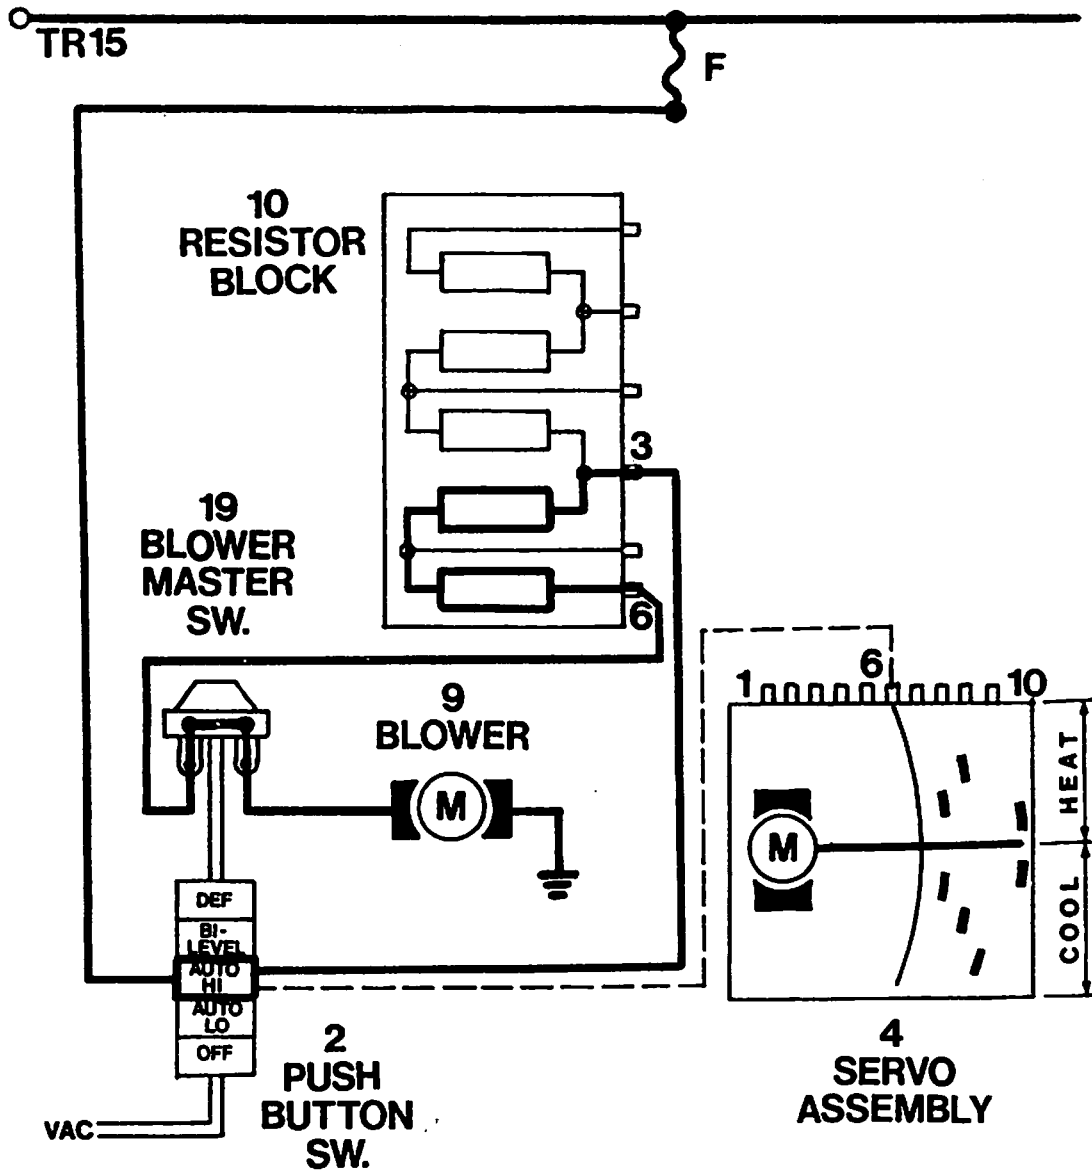 TR15
F
10
RESISTOR
BLOCK
3
6
19
BLOWER
MASTER
SW.
9
BLOWER
M
1
6
10
HEAT
COOL
M
DEF
BI-
LEVEL
AUTO
HI
AUTO
LO
OFF
2
PUSH
BUTTON
SW.
VAC
4
SERVO
ASSEMBLY